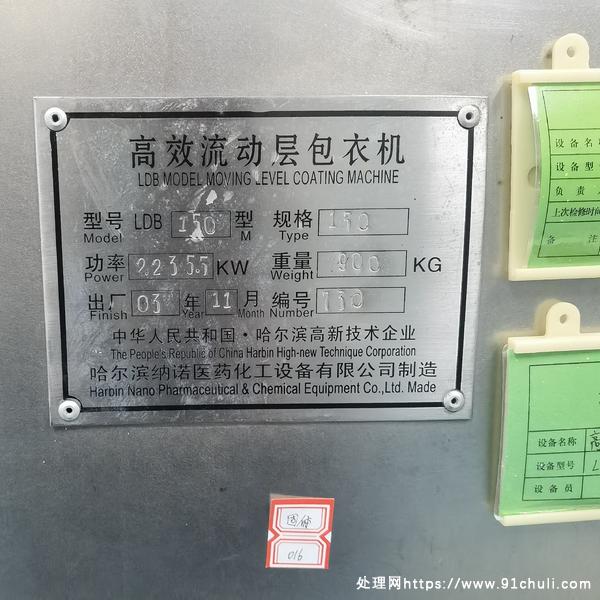 高效流动层包衣机
LDB MODEL MOVING LEVEL COATING MACHINE
型号 LDB 150 型 规格 150
Model M Type
功率 22355 KW 重量 900 KG
Power Weight
出厂 03 年 11 月 编号 730
Finish Year Month Number
中华人民共和国·哈尔滨高新技术企业
The People's Republic of China Harbin High-new Technique Corporation
哈尔滨纳诺医药化工设备有限公司制造
Harbin Nano Pharmaceutical & Chemical Equipment Co.,Ltd. Made
设备名
设备型
负责
上次检修时间
备注
设备名称 高
设备型号 L
设备员
固体
016
处理网https://www.91chuli.com/